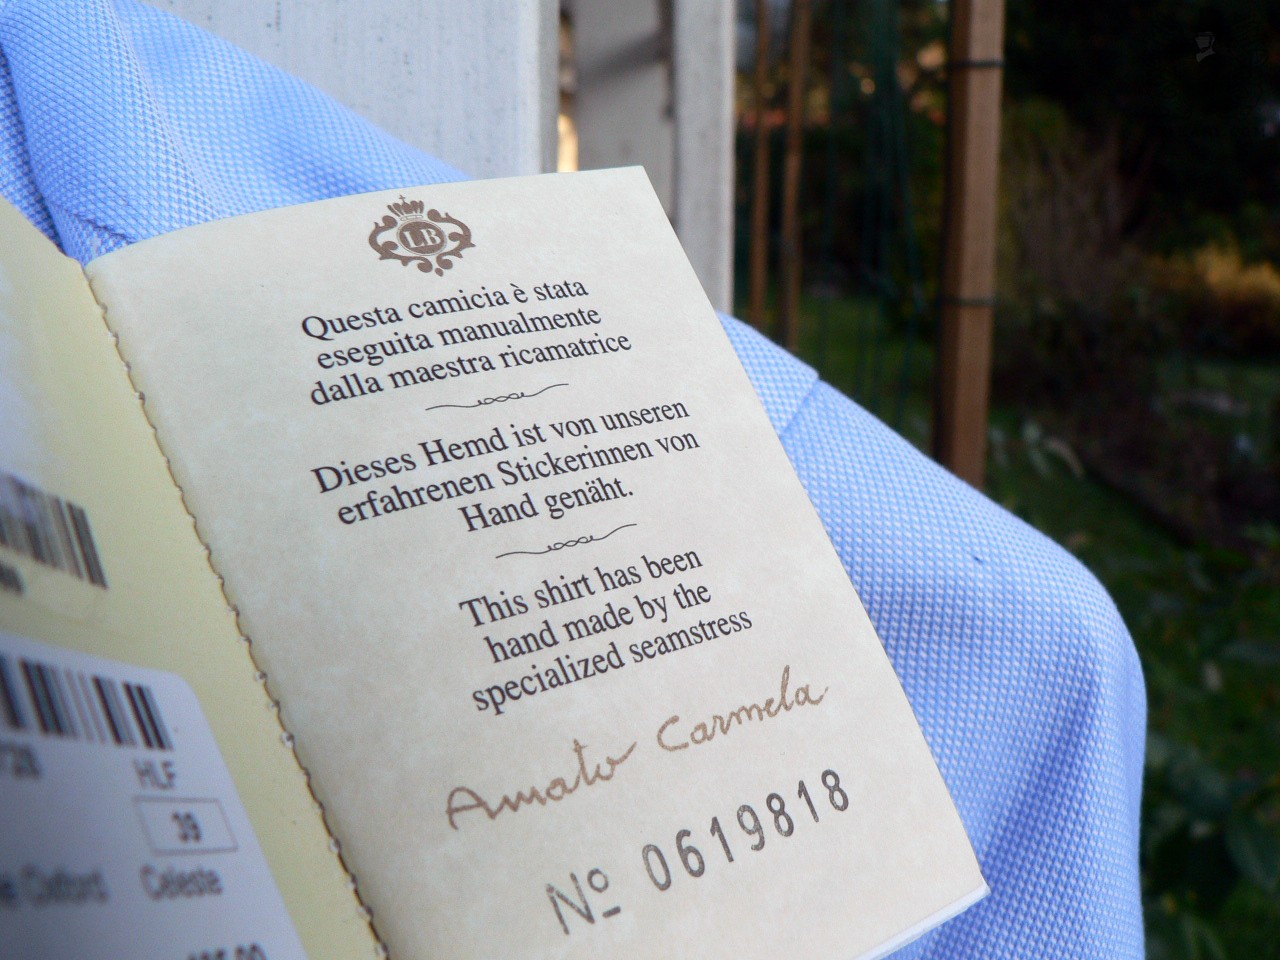 LB
Questa camicia è stata
eseguita manualmente
dalla maestra ricamatrice
Dieses Hemd ist von unseren
erfahrenen Stickerinnen von
Hand genäht.
This shirt has been
hand made by the
specialized seamstress
Amato Carmela
Nº 0619818
HLF
39
Oxford
Celeste